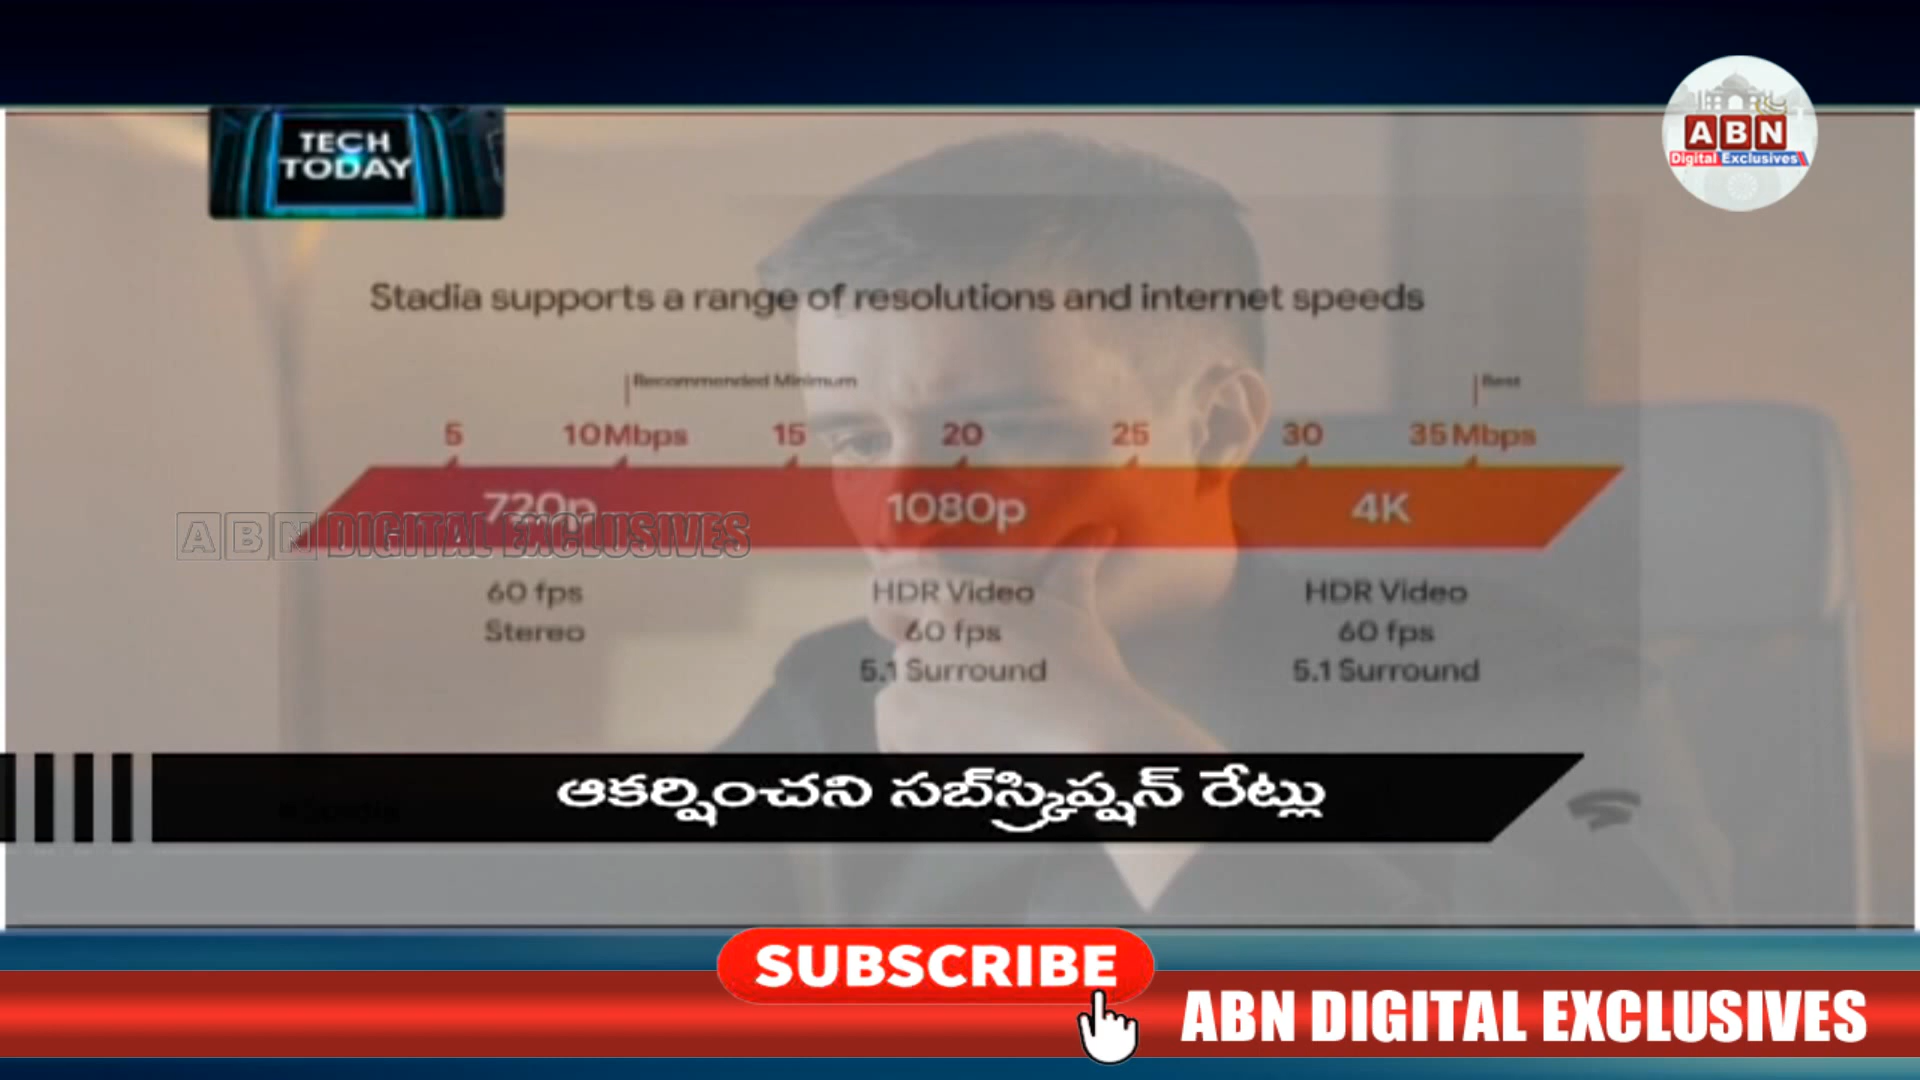 TECH
TODAY
ABN
Digital Exclusives
Stadia supports a range of resolutions and internet speeds
Recommended Minimum
Best
5 10 Mbps 15 20 25 30 35 Mbps
720p 1080p 4K
ABN DIGITAL EXCLUSIVES
60 fps HDR Video HDR Video
Stereo 60 fps 60 fps
5.1 Surround 5.1 Surround
ఆకర్షించని సబ్‌స్క్రిప్షన్ రేట్లు
SUBSCRIBE
ABN DIGITAL EXCLUSIVES